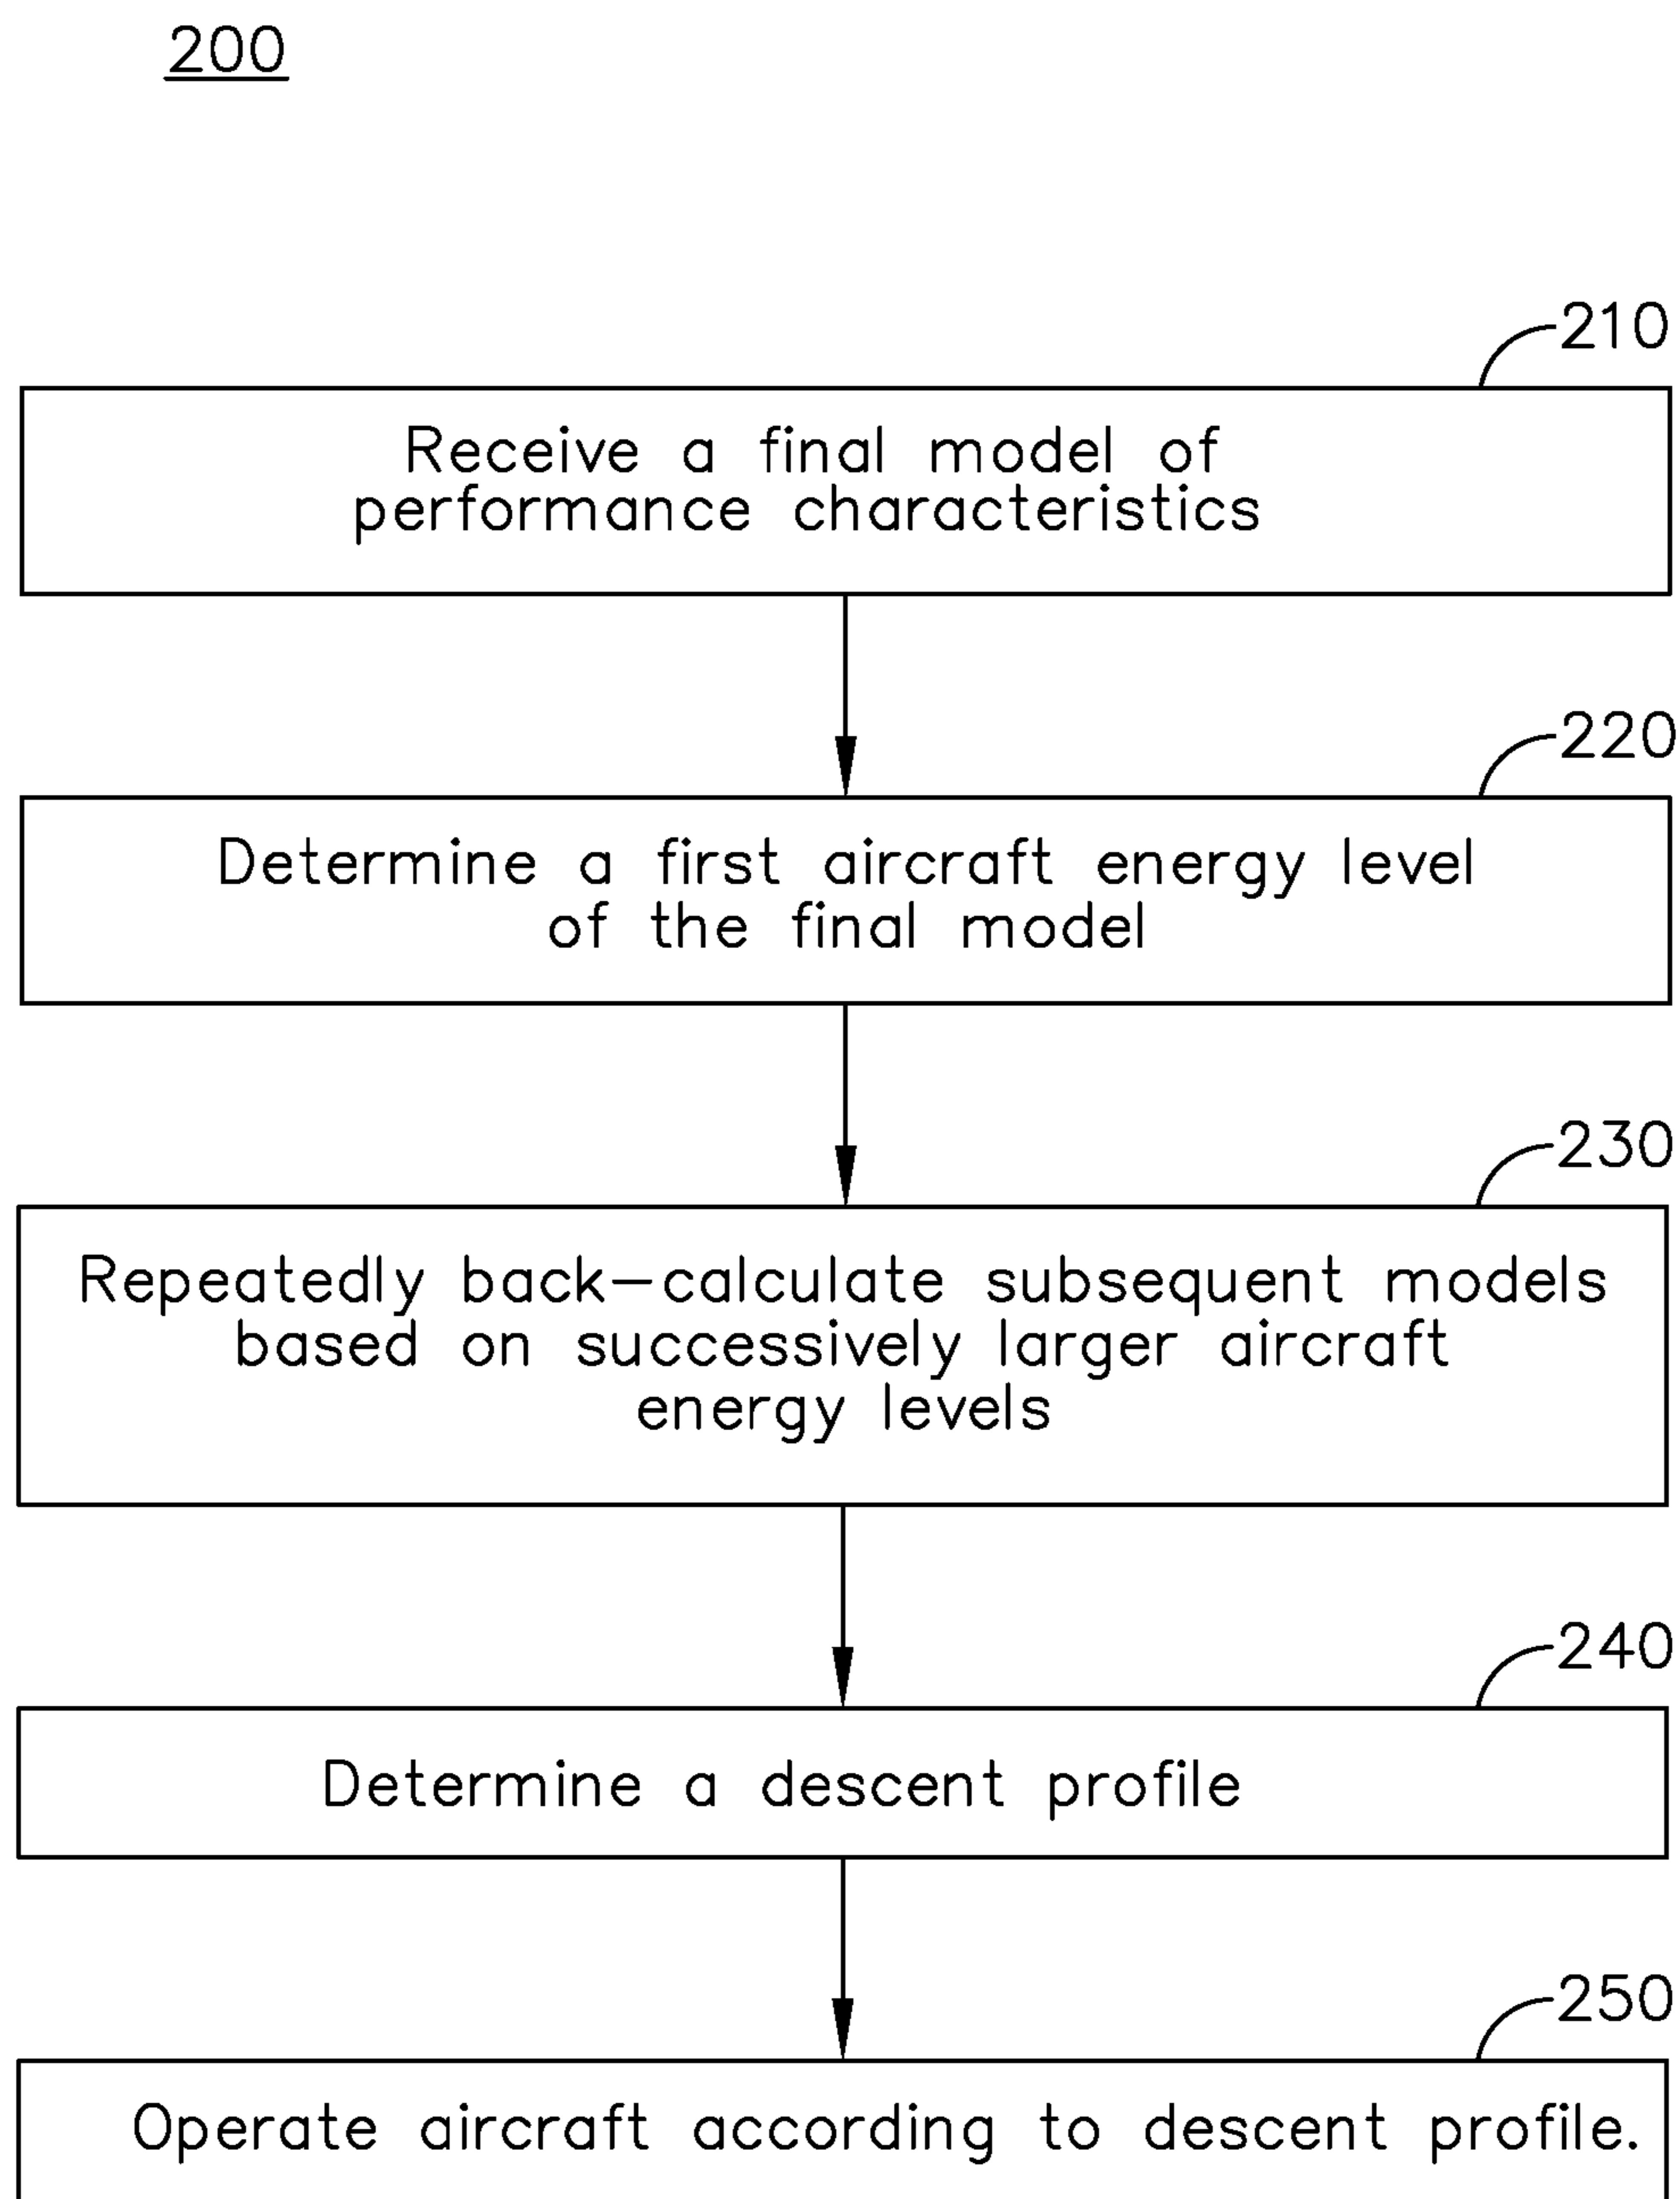 200
210
Receive a final model of
performance characteristics
220
Determine a first aircraft energy level
of the final model
230
Repeatedly back-calculate subsequent models
based on successively larger aircraft
energy levels
240
Determine a descent profile
250
Operate aircraft according to descent profile.